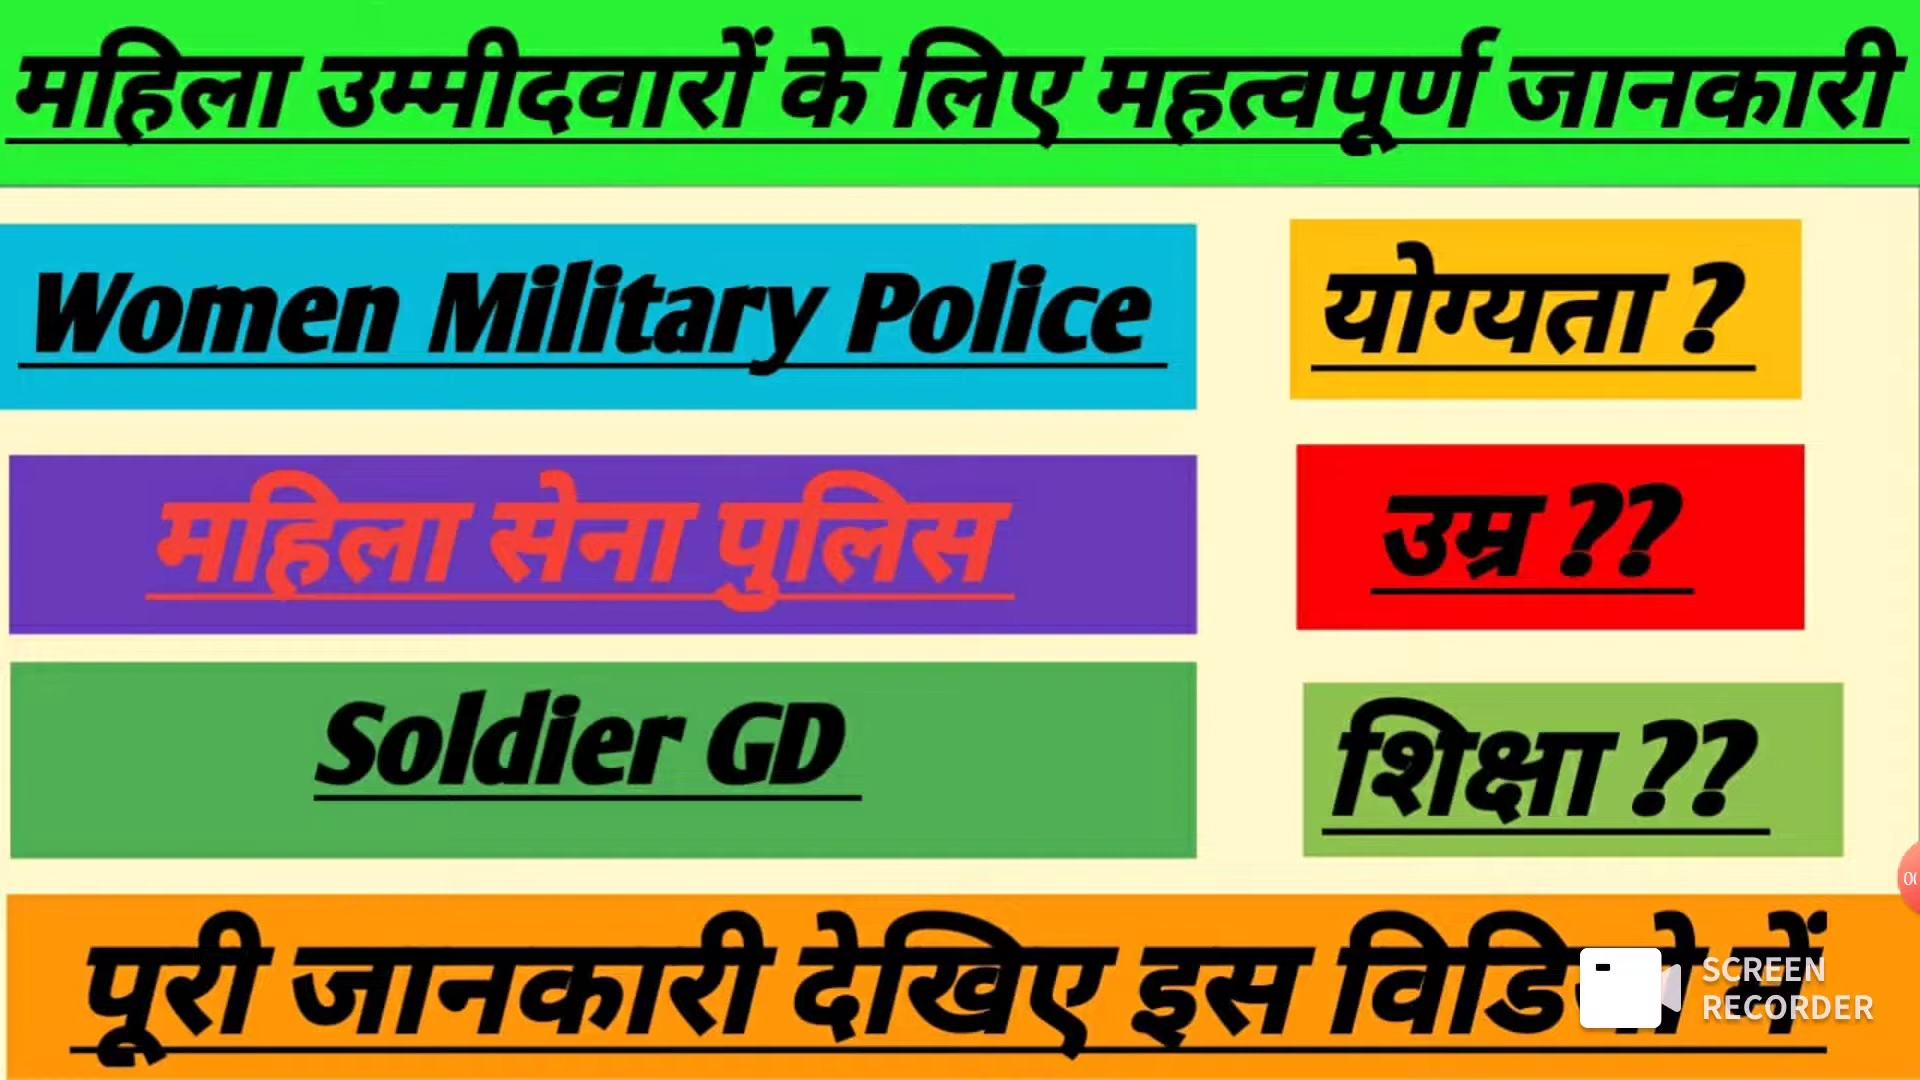 महिला उम्मीदवारों के लिए महत्वपूर्ण जानकारी
Women Military Police
योग्यता ?
महिला सेना पुलिस
उम्र ??
Soldier GD
शिक्षा ??
पूरी जानकारी देखिए इस में
SCREEN
RECORDER